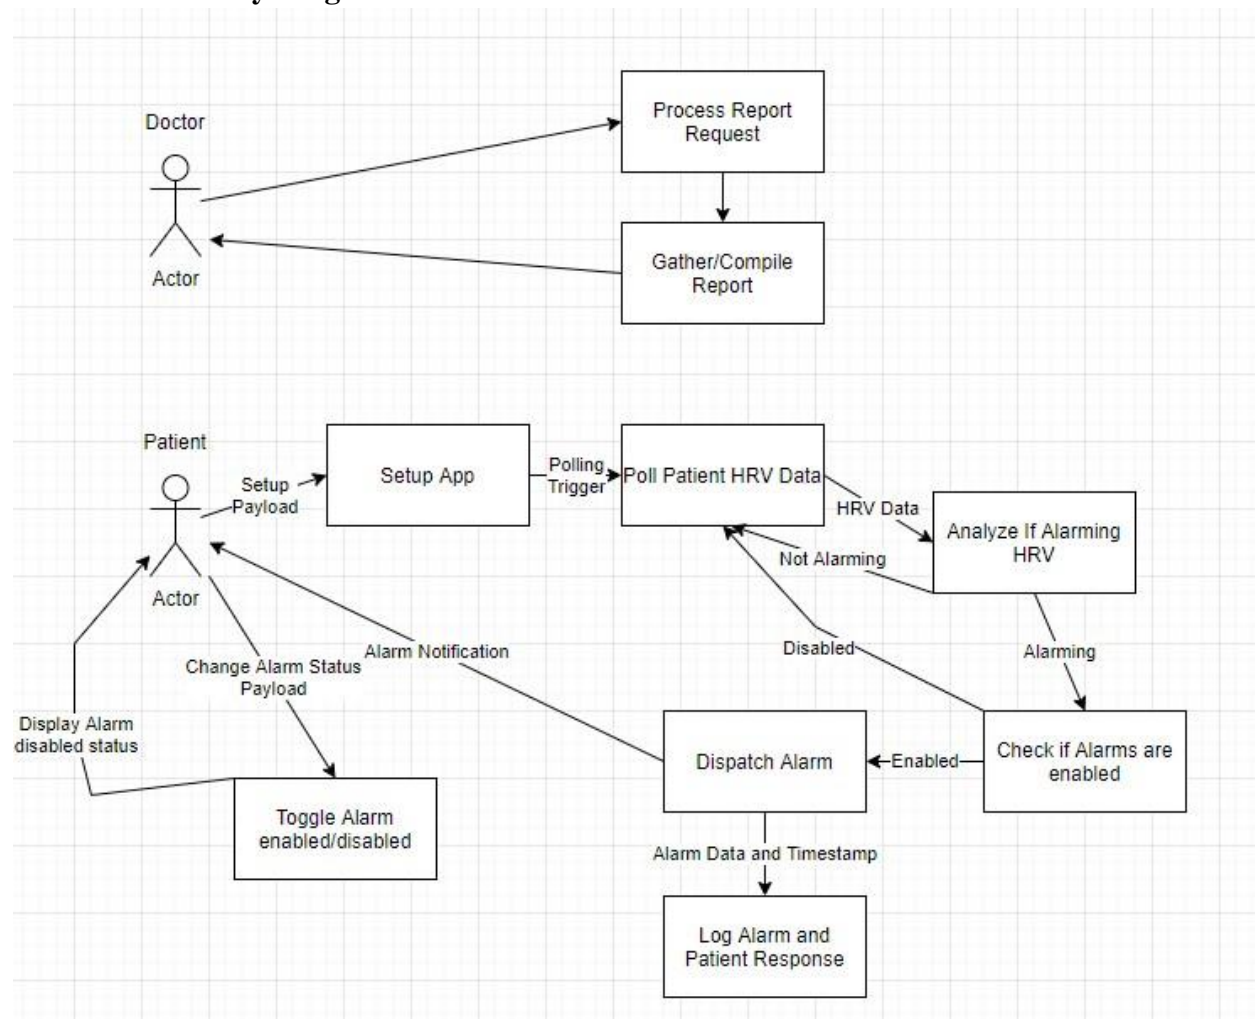 Doctor
Process Report
Request
Gather/Compile
Report
Actor
Patient
Setup
Payload
Setup App
Polling
Trigger
Poll Patient HRV Data
HRV Data
Analyze If Alarming
HRV
Not Alarming
Actor
Alarming
Disabled
Alarm Notification
Change Alarm Status
Payload
Display Alarm
disabled status
Toggle Alarm
enabled/disabled
Dispatch Alarm
Enabled
Check if Alarms are
enabled
Alarm Data and Timestamp
Log Alarm and
Patient Response